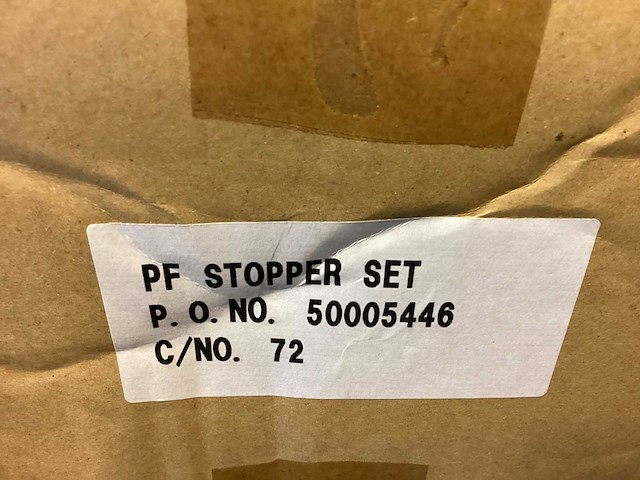 PF STOPPER SET
P.O.NO. 50005446
C/NO. 72